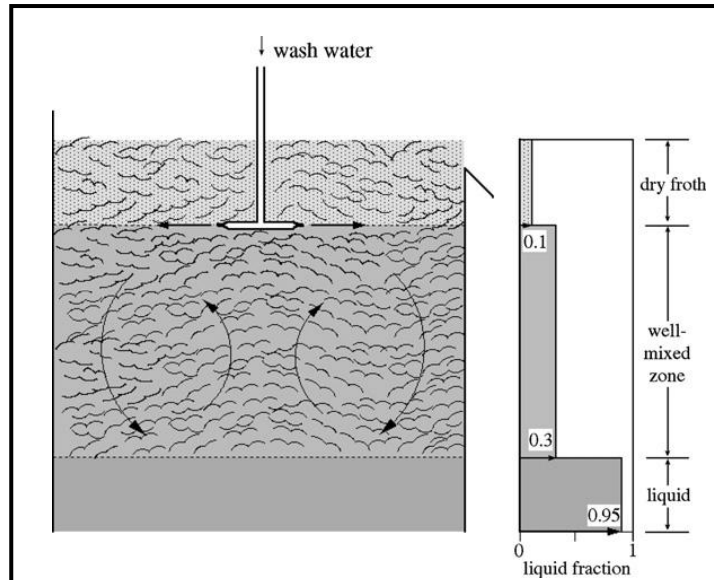 wash water
dry froth
0.1
well-
mixed
zone
0.3
liquid
0.95
0
1
liquid fraction